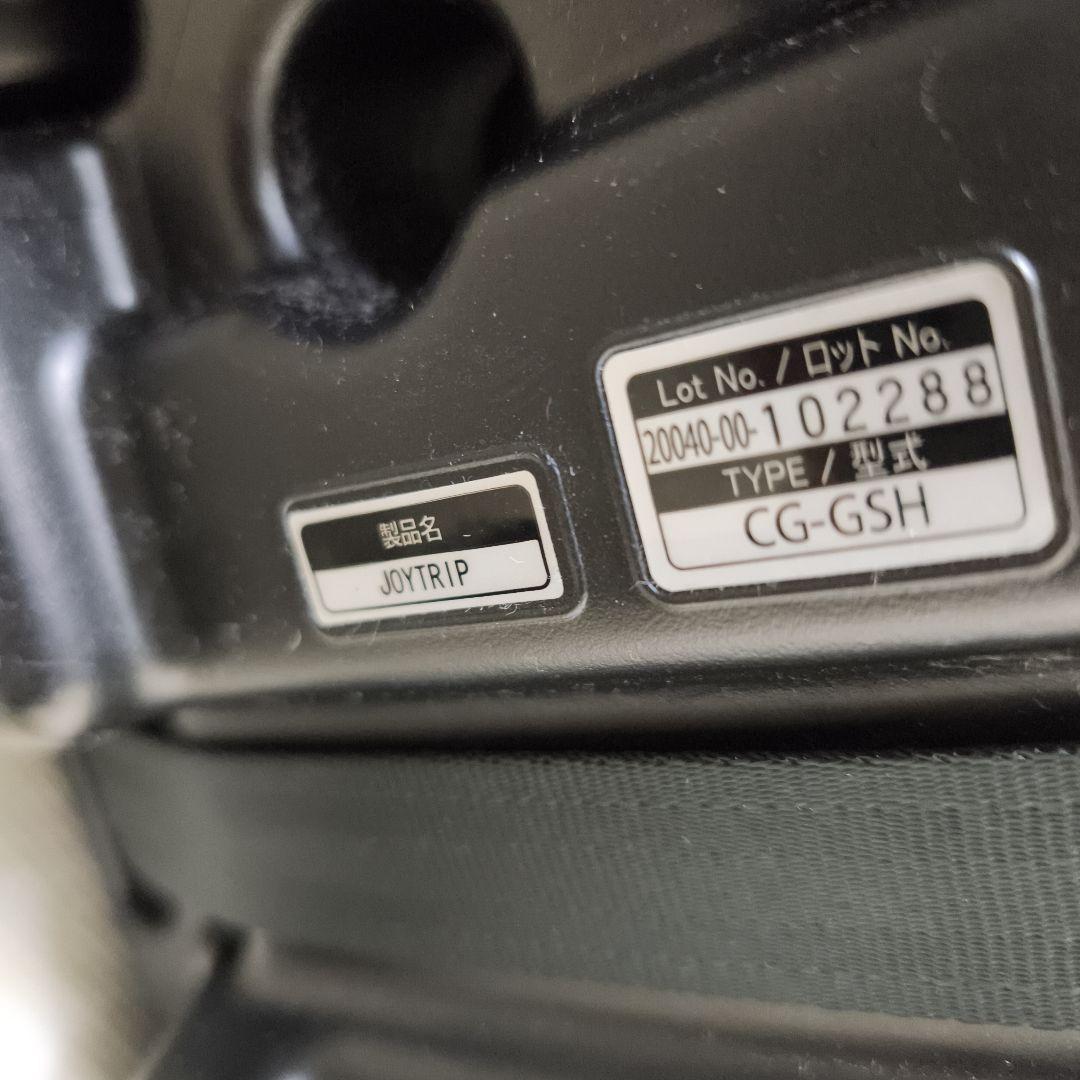 製品名
JOYTRIP
Lot No. / ロット No.
20040-00-102288
TYPE / 型式
CG-GSH